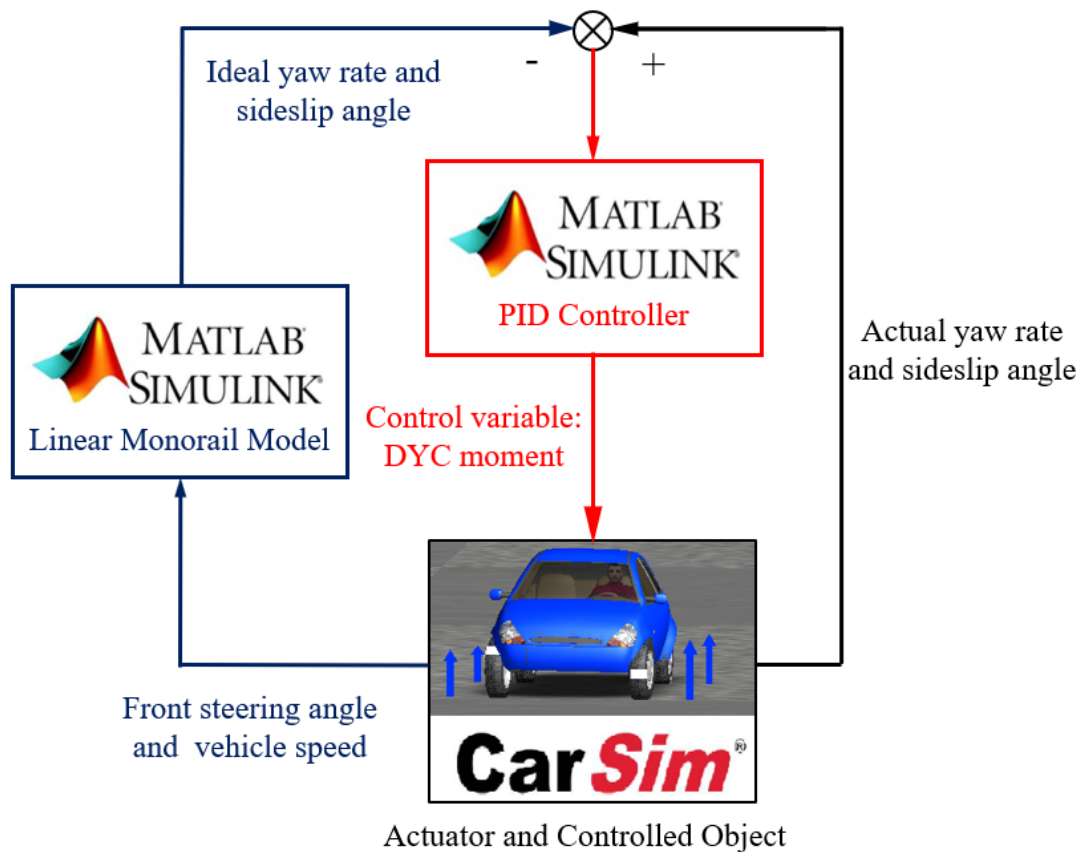 - +
Ideal yaw rate and
sideslip angle
MATLAB®
SIMULINK®
PID Controller
MATLAB®
SIMULINK®
Linear Monorail Model
Actual yaw rate
and sideslip angle
Control variable:
DYC moment
Front steering angle
and vehicle speed
CarSim®
Actuator and Controlled Object